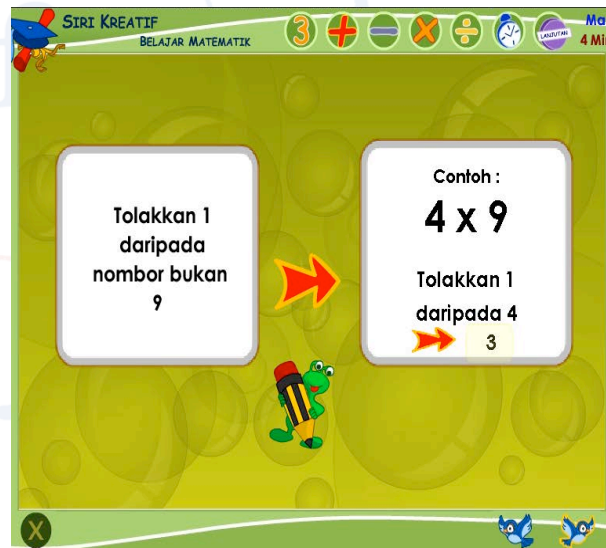 SIRI KREATIF
BELAJAR MATEMATIK
3 + − × ÷
LANJUTAN
Ma
4 Mi
Tolakkan 1
daripada
nombor bukan
9
Contoh :
4 x 9
Tolakkan 1
daripada 4
3
X